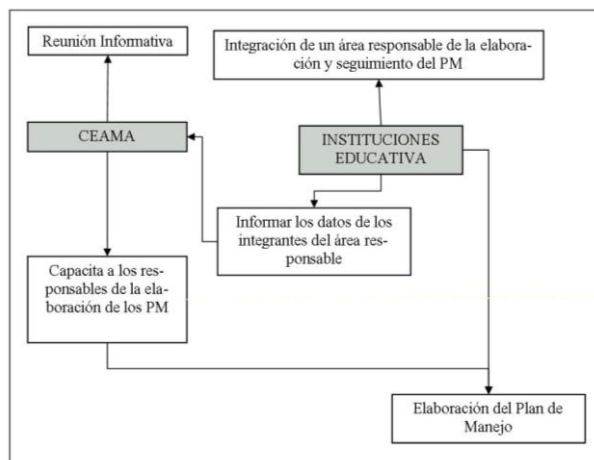 Reunión Informativa
Integración de un área responsable de la elabora-
ción y seguimiento del PM
CEAMA
INSTITUCIONES
EDUCATIVA
Informar los datos de los
integrantes del área res-
ponsable
Capacita a los res-
ponsables de la ela-
boración de los PM
Elaboración del Plan de
Manejo